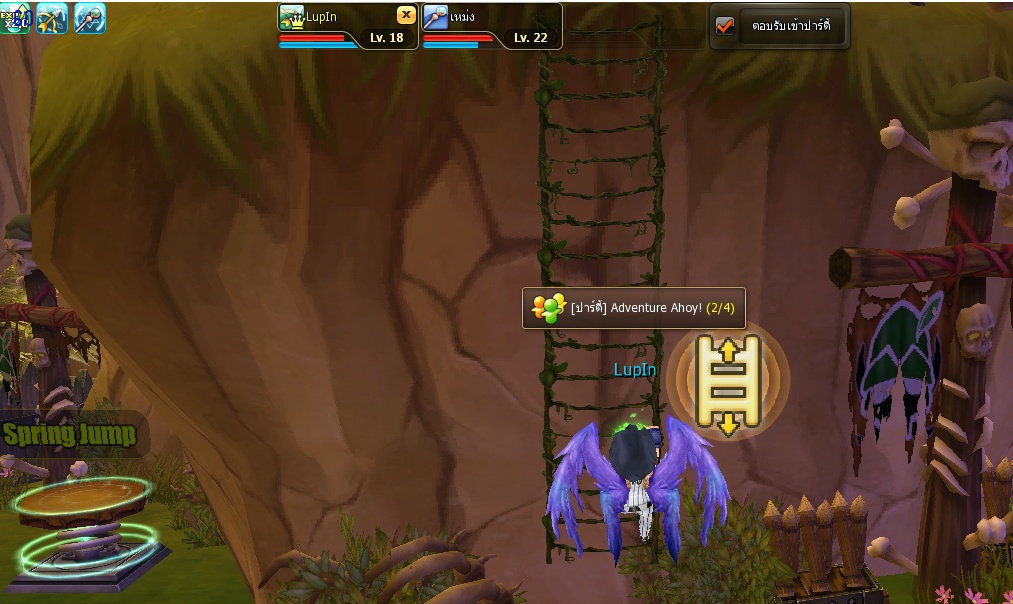 LupIn
Lv. 18
เหม่ง
Lv. 22
ตอบรับเข้าปาร์ตี้
[ปาร์ตี้] Adventure Ahoy! (2/4)
LupIn
Spring Jump